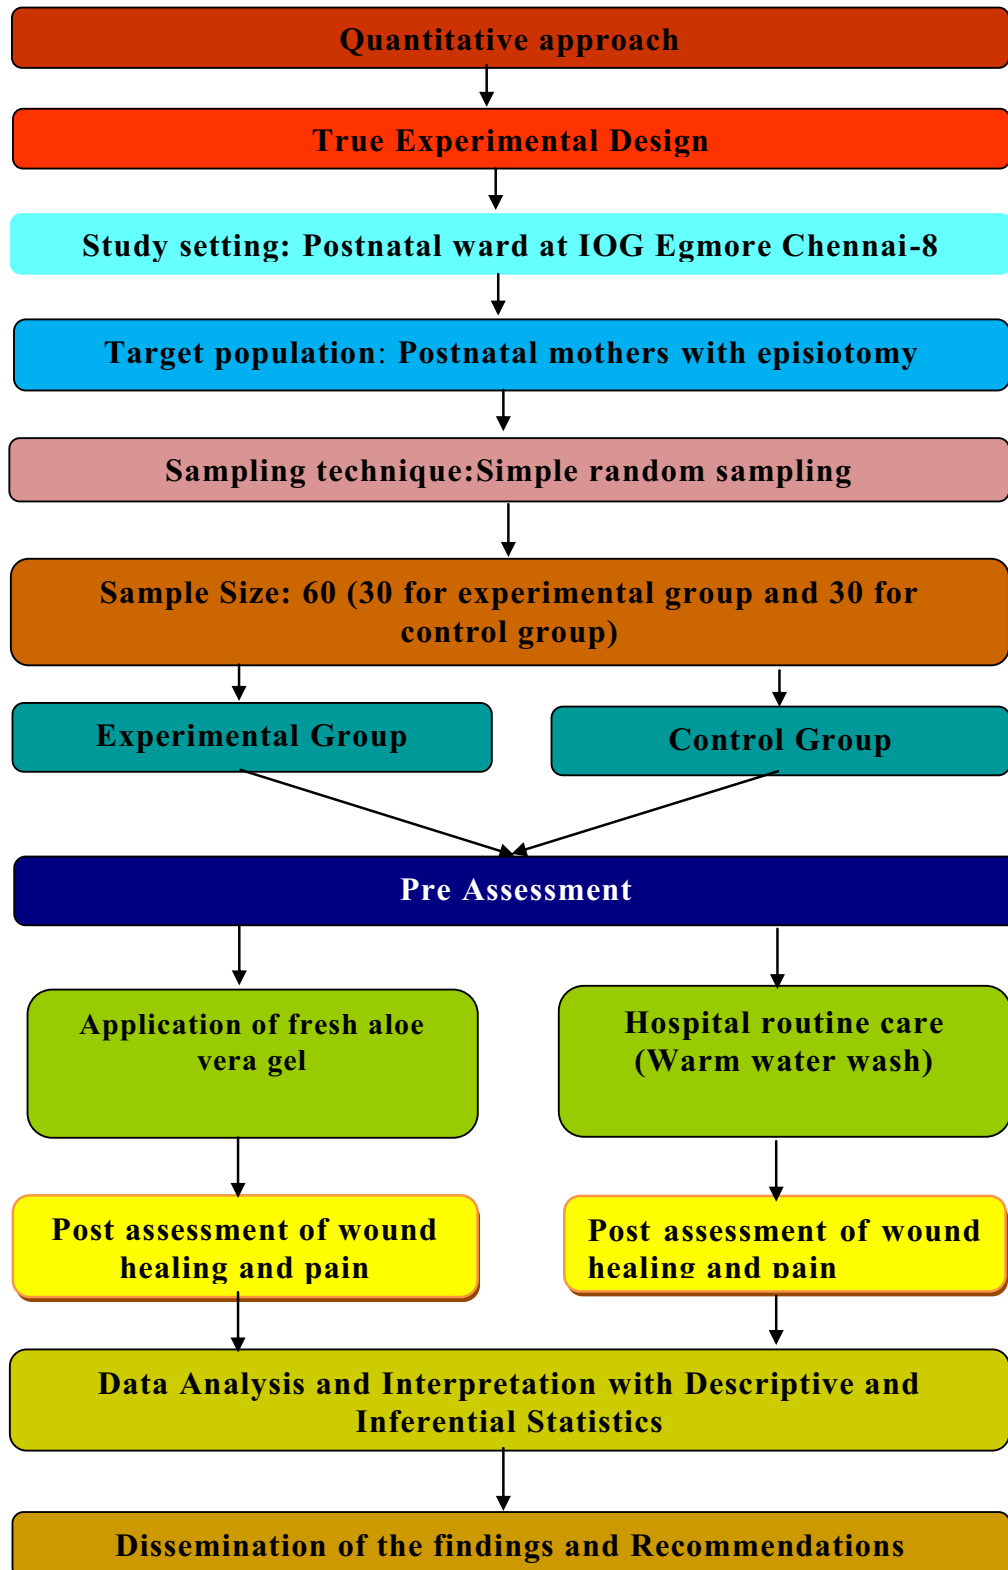 Quantitative approach
True Experimental Design
Study setting: Postnatal ward at IOG Egmore Chennai-8
Target population: Postnatal mothers with episiotomy
Sampling technique:Simple random sampling
Sample Size: 60 (30 for experimental group and 30 for
control group)
Experimental Group
Control Group
Pre Assessment
Application of fresh aloe
vera gel
Hospital routine care
(Warm water wash)
Post assessment of wound
healing and pain
Post assessment of wound
healing and pain
Data Analysis and Interpretation with Descriptive and
Inferential Statistics
Dissemination of the findings and Recommendations